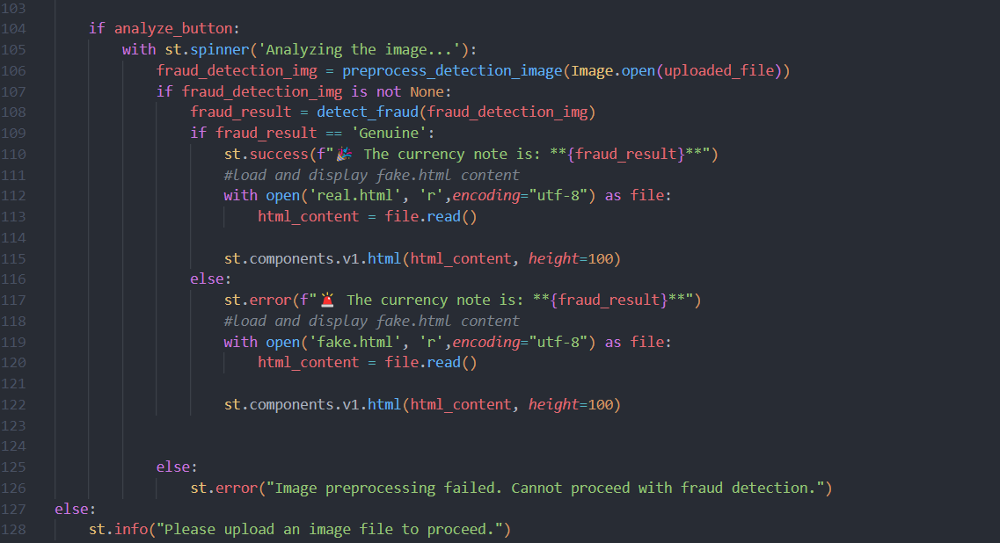 103
104 if analyze_button:
105 with st.spinner('Analyzing the image...'):
106 fraud_detection_img = preprocess_detection_image(Image.open(uploaded_file))
107 if fraud_detection_img is not None:
108 fraud_result = detect_fraud(fraud_detection_img)
109 if fraud_result == 'Genuine':
110 st.success(f"🎉 The currency note is: **{fraud_result}**")
111 #load and display fake.html content
112 with open('real.html', 'r',encoding="utf-8") as file:
113 html_content = file.read()
114
115 st.components.v1.html(html_content, height=100)
116 else:
117 st.error(f"🚨 The currency note is: **{fraud_result}**")
118 #load and display fake.html content
119 with open('fake.html', 'r',encoding="utf-8") as file:
120 html_content = file.read()
121
122 st.components.v1.html(html_content, height=100)
123
124
125 else:
126 st.error("Image preprocessing failed. Cannot proceed with fraud detection.")
127 else:
128 st.info("Please upload an image file to proceed.")